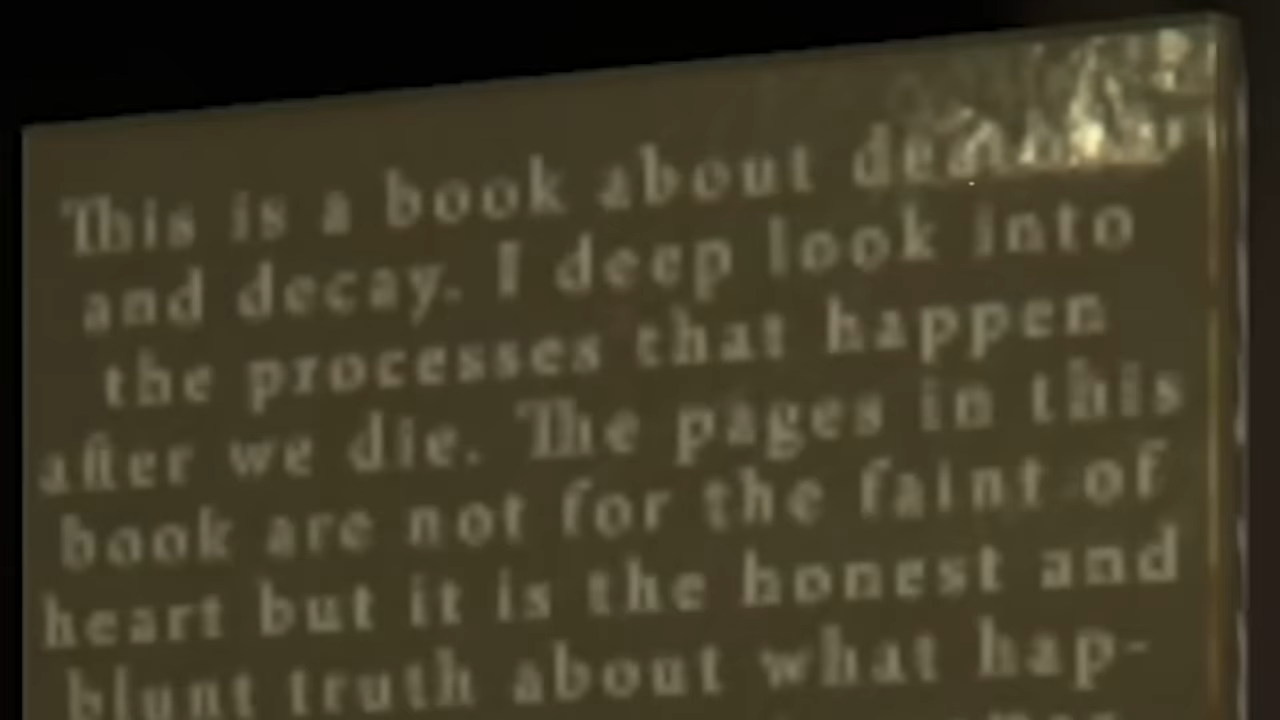 This is a book about
and decay. I deep look into
the processes that happen
after we die. The pages in this
book are not for the faint of
heart but it is the honest and
blunt truth about what hap-